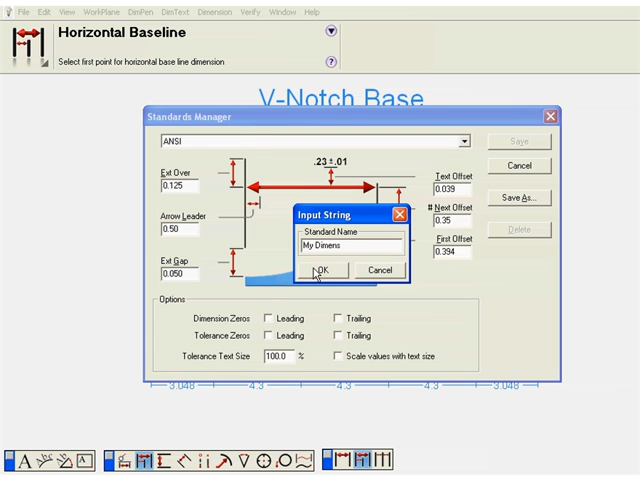 File Edit View WorkPlane DimPen DimText Dimension Verify Window Help
Horizontal Baseline
Select first point for horizontal base line dimension
V-Notch Base
Standards Manager
ANSI
Save
Cancel
Save As...
Delete
Ext Over
0.125
Arrow Leader
0.50
Ext Gap
0.050
.23 ±.01
Text Offset
0.039
# Next Offset
0.35
First Offset
0.394
Input String
Standard Name
My Dimens
OK
Cancel
Options
Dimension Zeros Leading Trailing
Tolerance Zeros Leading Trailing
Tolerance Text Size 100.0 % Scale values with text size
3.048 4.3 4.3 4.3 3.048
A A